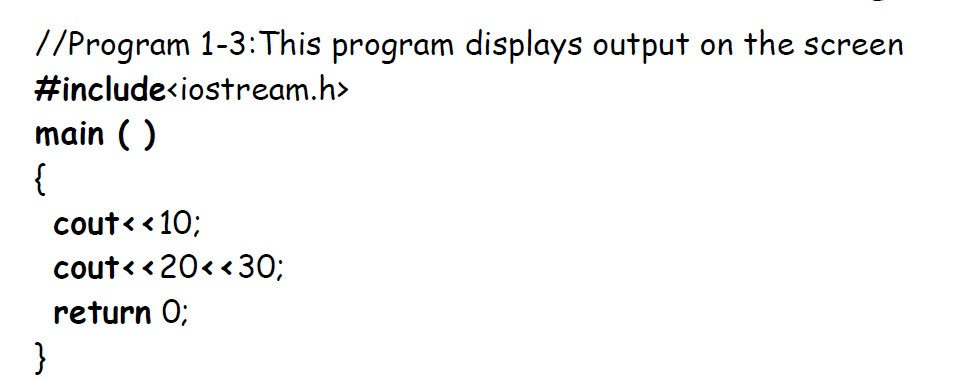 //Program 1-3:This program displays output on the screen
#include<iostream.h>
main ( )
{
cout<<10;
cout<<20<<30;
return 0;
}